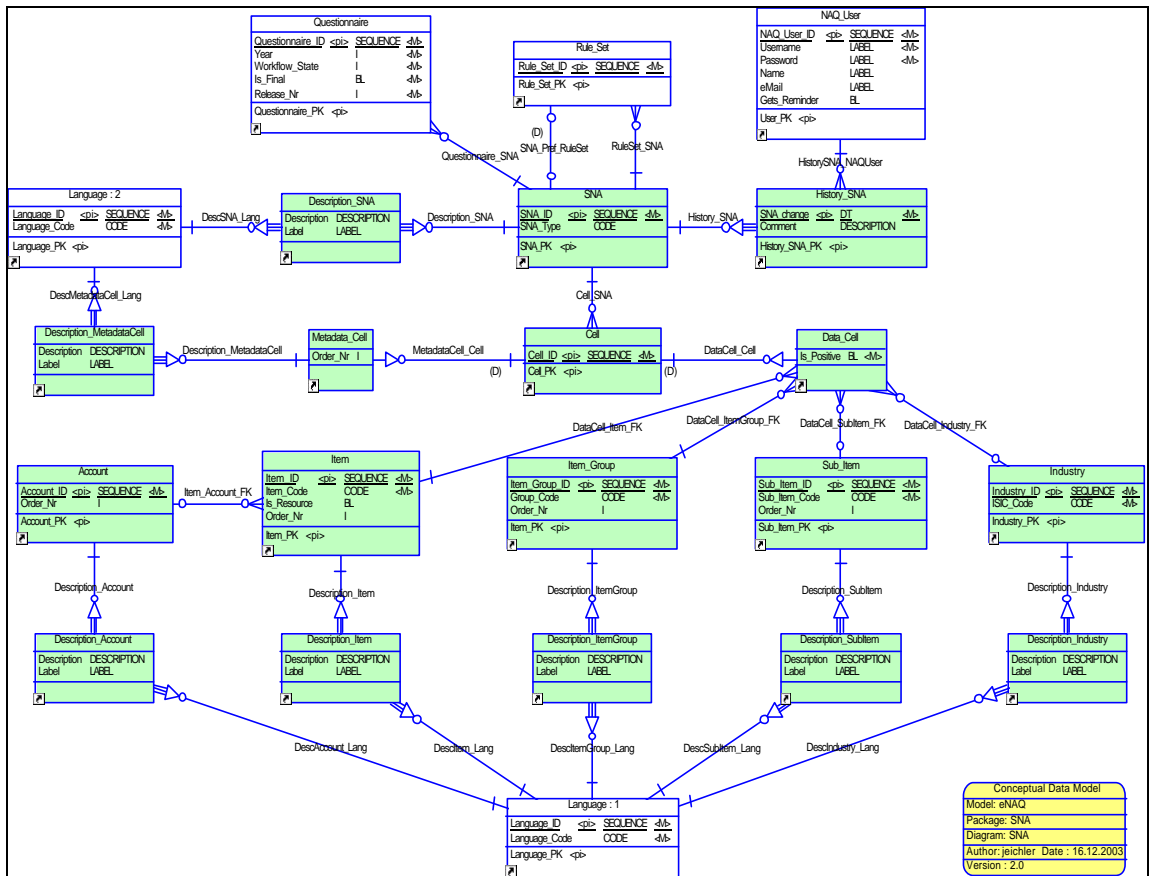 Questionnaire
Questionnaire_ID <pi> SEQUENCE <M>
Year I <M>
Workflow_State I <M>
Is_Final BL <M>
Release_Nr I <M>
Questionnaire_PK <pi>
Rule_Set
Rule_Set_ID <pi> SEQUENCE <M>
Rule_Set_PK <pi>
NAQ_User
NAQ_User_ID <pi> SEQUENCE <M>
Username LABEL <M>
Password LABEL <M>
Name LABEL
eMail LABEL
Gets_Reminder BL
User_PK <pi>
(D)
SNA_Pref_RuleSet
RuleSet_SNA
Questionnaire_SNA
HistorySNA_NAQUser
Language : 2
Language_ID <pi> SEQUENCE <M>
Language_Code CODE <M>
Language_PK <pi>
DescSNA_Lang
Description_SNA
Description DESCRIPTION
Label LABEL
Description_SNA
SNA
SNA_ID <pi> SEQUENCE <M>
SNA_Type CODE
SNA_PK <pi>
History_SNA
History_SNA
SNA_change <pi> DT <M>
Comment DESCRIPTION
History_SNA_PK <pi>
DescMetadataCell_Lang
Cell_SNA
Description_MetadataCell
Description DESCRIPTION
Label LABEL
Description_MetadataCell
Metadata_Cell
Order_Nr I
MetadataCell_Cell
(D)
Cell
Cell_ID <pi> SEQUENCE <M>
Cell_PK <pi>
DataCell_Cell
(D)
Data_Cell
Is_Positive BL <M>
DataCell_Item_FK
DataCell_ItemGroup_FK
DataCell_SubItem_FK
DataCell_Industry_FK
Account
Account_ID <pi> SEQUENCE <M>
Order_Nr I
Account_PK <pi>
Item_Account_FK
Item
Item_ID <pi> SEQUENCE <M>
Item_Code CODE <M>
Is_Resource BL
Order_Nr I
Item_PK <pi>
Item_Group
Item_Group_ID <pi> SEQUENCE <M>
Group_Code CODE <M>
Order_Nr I
Item_PK <pi>
Sub_Item
Sub_Item_ID <pi> SEQUENCE <M>
Sub_Item_Code CODE <M>
Order_Nr I
Sub_Item_PK <pi>
Industry
Industry_ID <pi> SEQUENCE <M>
ISIC_Code CODE <M>
Industry_PK <pi>
Description_Account
Description_Item
Description_ItemGroup
Description_SubItem
Description_Industry
Description_Account
Description DESCRIPTION
Label LABEL
Description_Item
Description DESCRIPTION
Label LABEL
Description_ItemGroup
Description DESCRIPTION
Label LABEL
Description_SubItem
Description DESCRIPTION
Label LABEL
Description_Industry
Description DESCRIPTION
Label LABEL
DescAccount_Lang
DescItem_Lang
DescItemGroup_Lang
DescSubItem_Lang
DescIndustry_Lang
Language : 1
Language_ID <pi> SEQUENCE <M>
Language_Code CODE <M>
Language_PK <pi>
Conceptual Data Model
Model: eNAQ
Package: SNA
Diagram: SNA
Author: jeichler Date : 16.12.2003
Version : 2.0